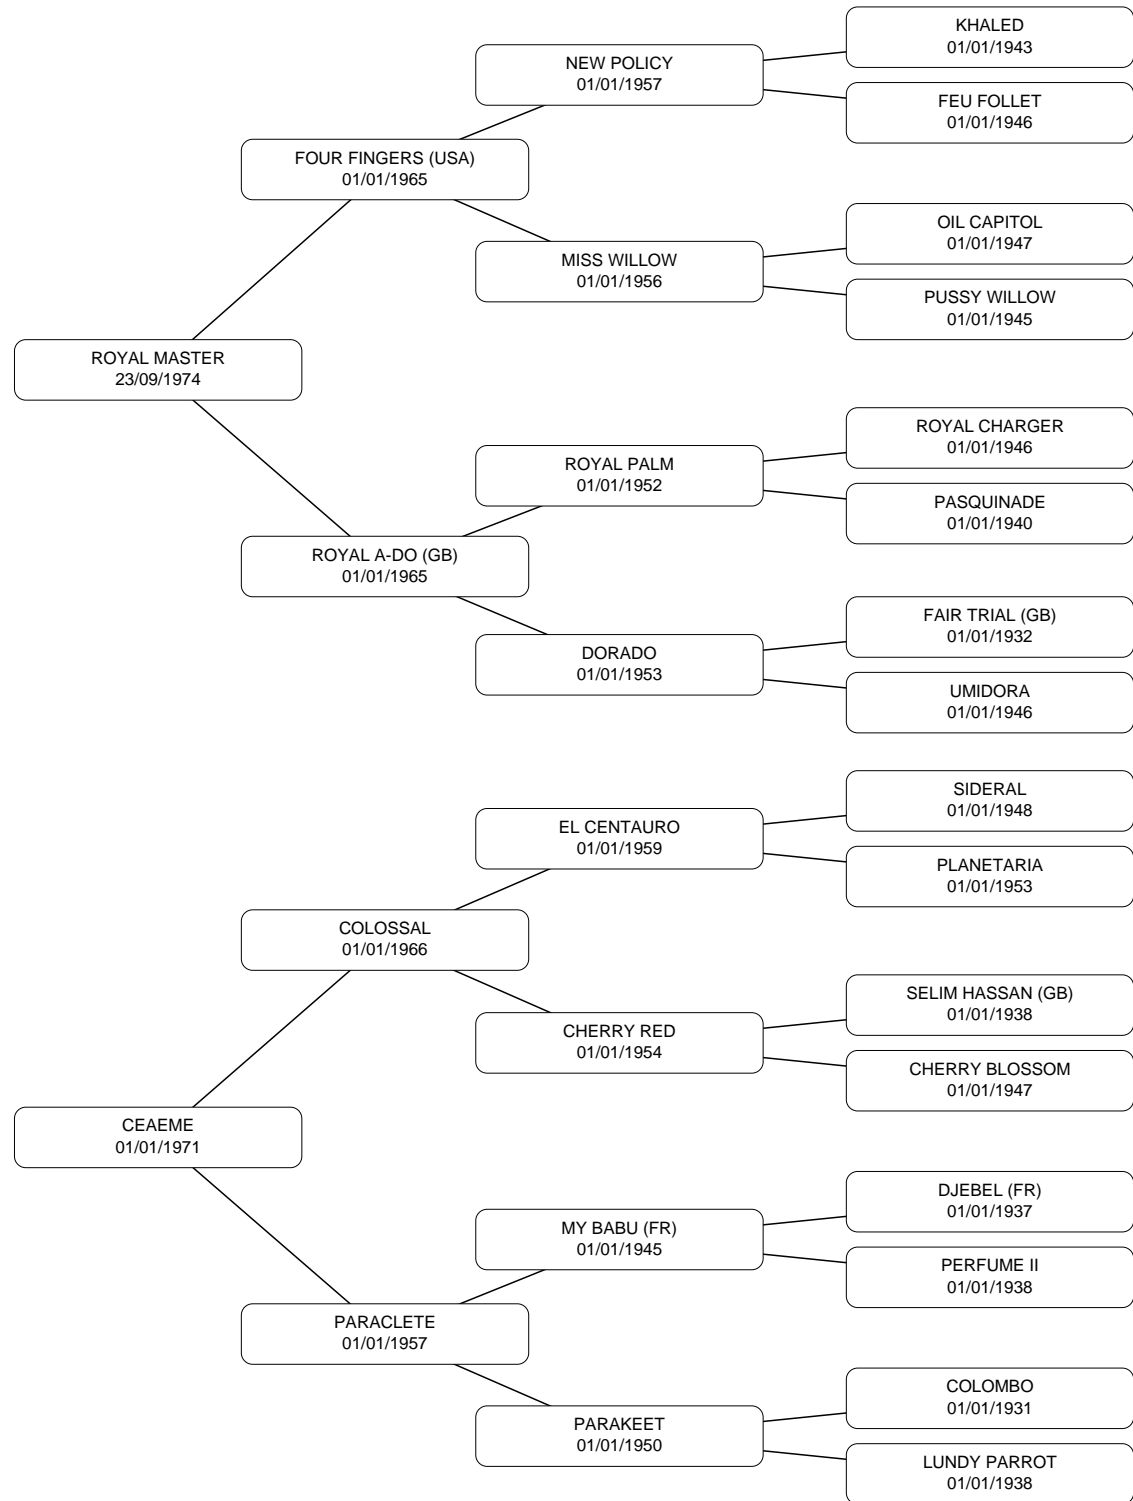 KHALED
01/01/1943
NEW POLICY
01/01/1957
FEU FOLLET
01/01/1946
FOUR FINGERS (USA)
01/01/1965
OIL CAPITOL
01/01/1947
MISS WILLOW
01/01/1956
PUSSY WILLOW
01/01/1945
ROYAL MASTER
23/09/1974
ROYAL CHARGER
01/01/1946
ROYAL PALM
01/01/1952
PASQUINADE
01/01/1940
ROYAL A-DO (GB)
01/01/1965
FAIR TRIAL (GB)
01/01/1932
DORADO
01/01/1953
UMIDORA
01/01/1946
SIDERAL
01/01/1948
EL CENTAURO
01/01/1959
PLANETARIA
01/01/1953
COLOSSAL
01/01/1966
SELIM HASSAN (GB)
01/01/1938
CHERRY RED
01/01/1954
CHERRY BLOSSOM
01/01/1947
CEAEME
01/01/1971
DJEBEL (FR)
01/01/1937
MY BABU (FR)
01/01/1945
PERFUME II
01/01/1938
PARACLETE
01/01/1957
COLOMBO
01/01/1931
PARAKEET
01/01/1950
LUNDY PARROT
01/01/1938